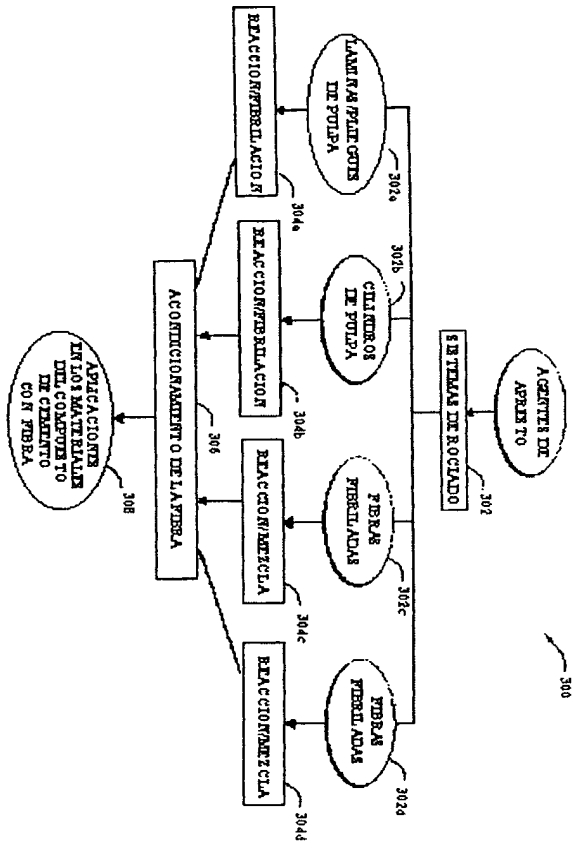 300
AGENTES DE
APRESTO
SISTEMAS DE ROCIADO
302
LAMINAS/PLIEGUES
DE PULPA
302a
302b
CILINDROS
DE PULPA
FIBRAS
FIBRILADAS
302c
FIBRAS
FIBRILADAS
302d
REACCION/FIBRILACION
304a
REACCION/FIBRILACION
304b
REACCION/MEZCLA
304c
REACCION/MEZCLA
304d
ACONDICIONAMIENTO DE LA FIBRA
306
APLICACIONES
EN LOS MATERIALES
DEL COMPUESTO
DE CEMENTO
CON FIBRA
308